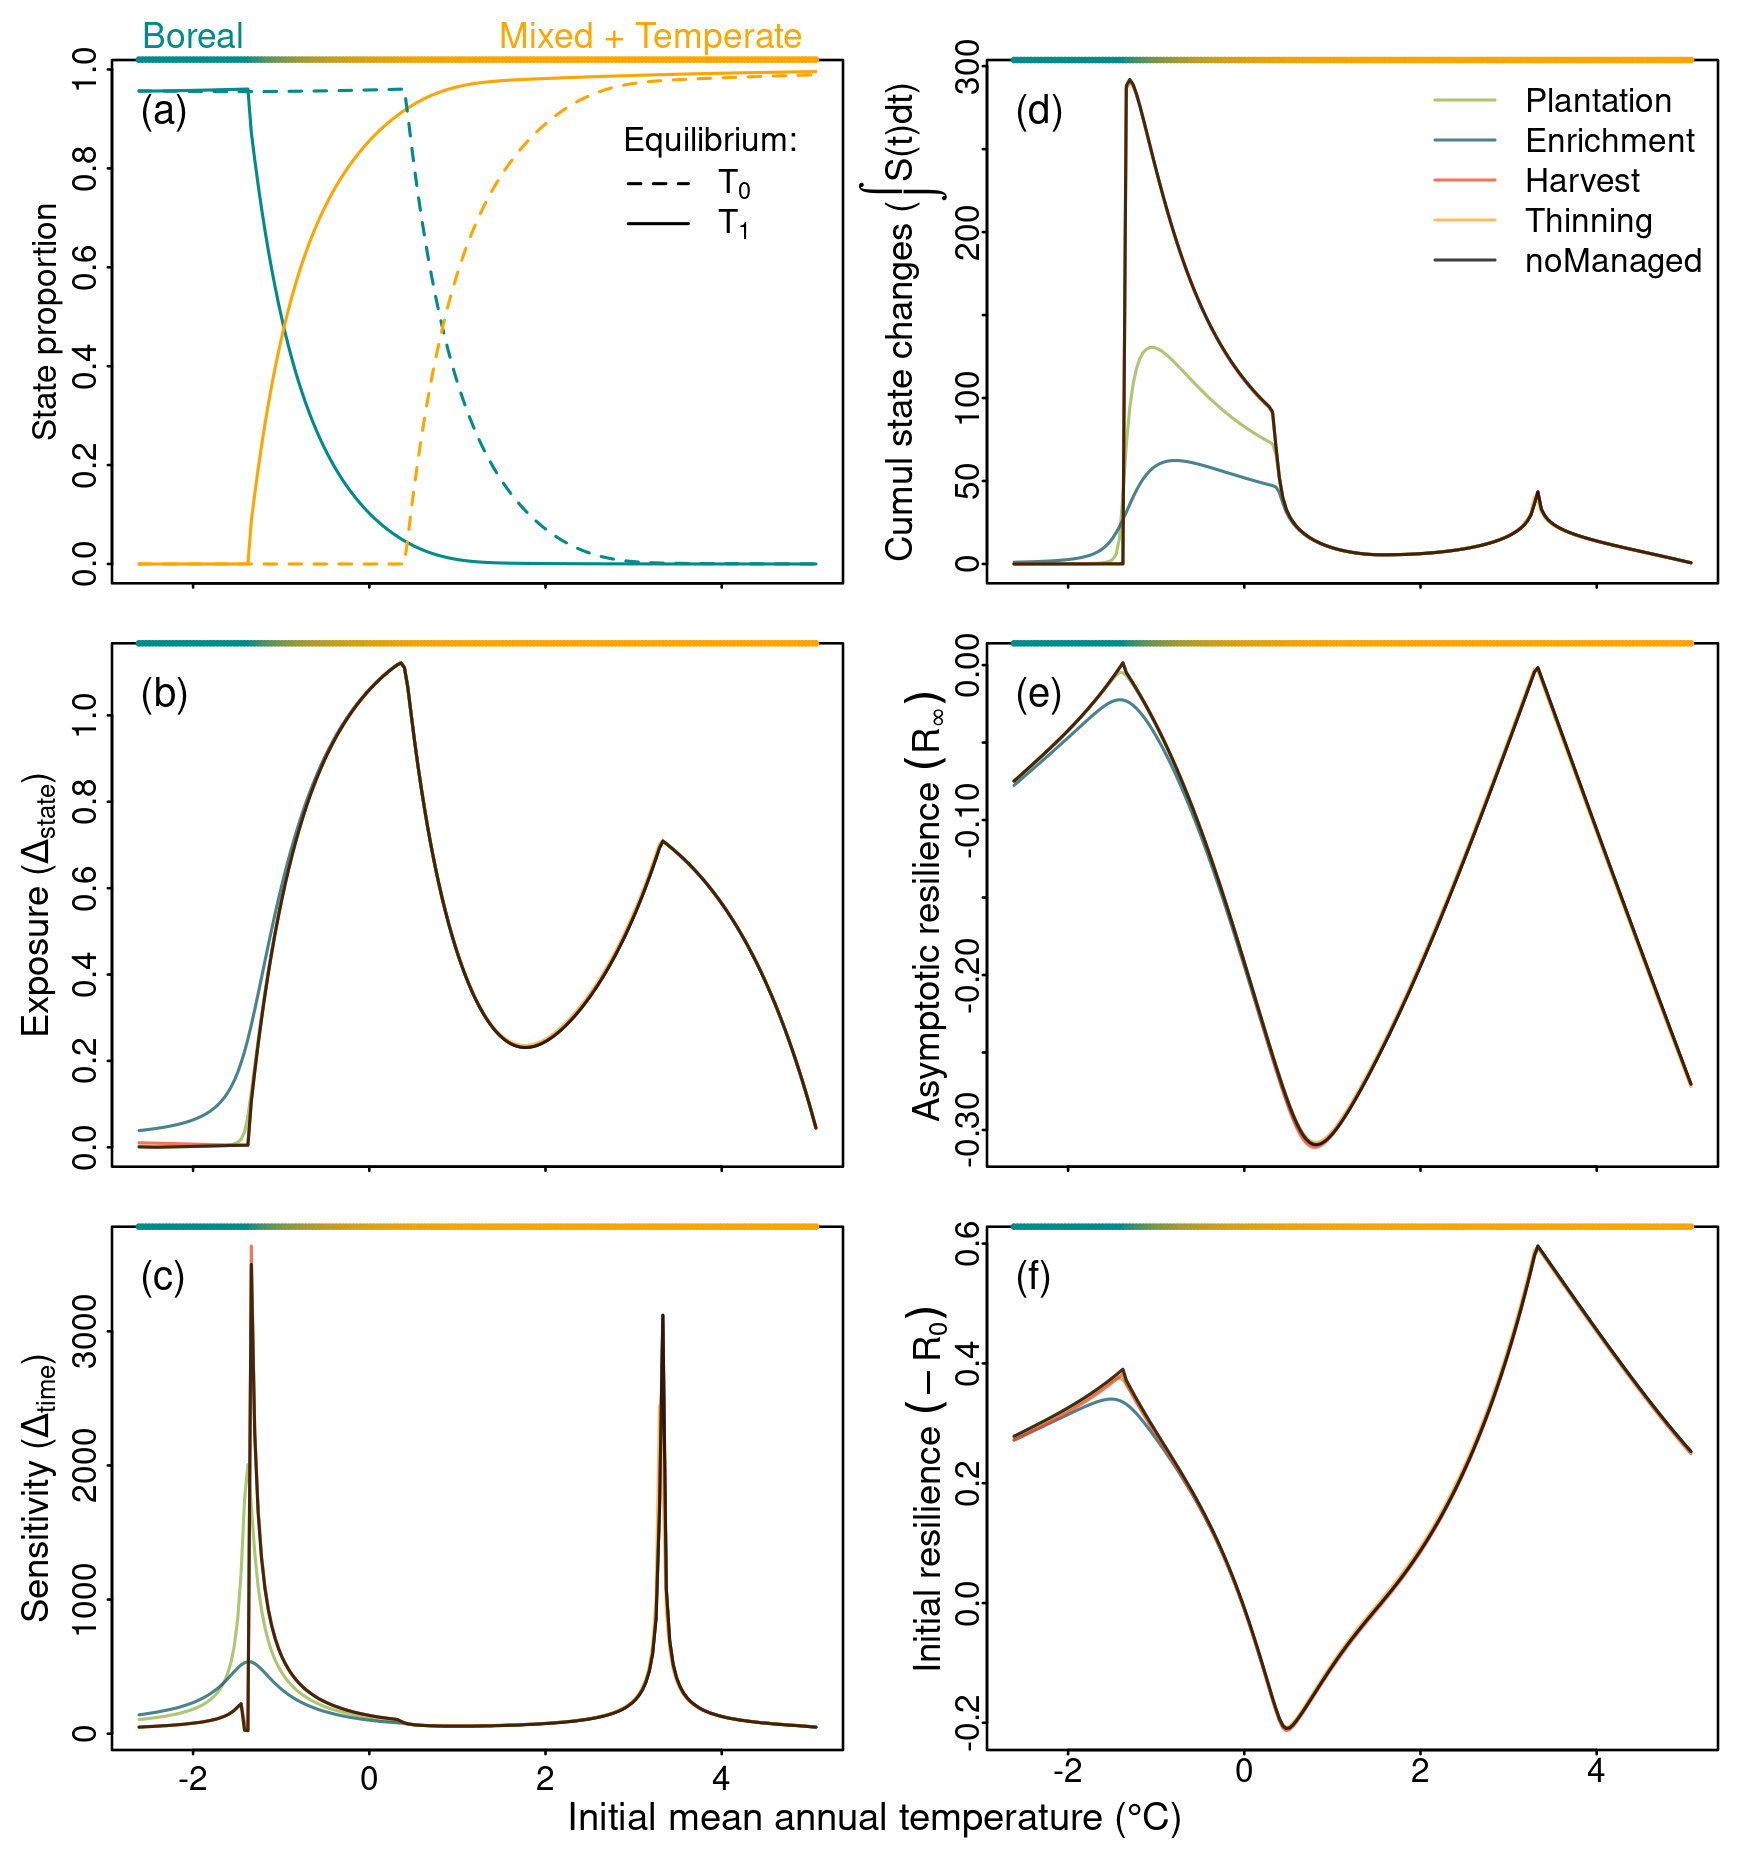 Boreal Mixed + Temperate
(a)
Equilibrium:
T0
T1
State proportion
0.0 0.2 0.4 0.6 0.8 1.0
(d)
Plantation
Enrichment
Harvest
Thinning
noManaged
Cumul state changes (∫S(t)dt)
0 50 100 200 300
(b)
Exposure (Δstate)
0.0 0.2 0.4 0.6 0.8 1.0
(e)
Asymptotic resilience (R∞)
-0.30 -0.20 -0.10 0.00
(c)
Sensitivity (Δtime)
0 1000 2000 3000
-2 0 2 4
(f)
Initial resilience (−R0)
-0.2 0.0 0.2 0.4 0.6
-2 0 2 4
Initial mean annual temperature (°C)